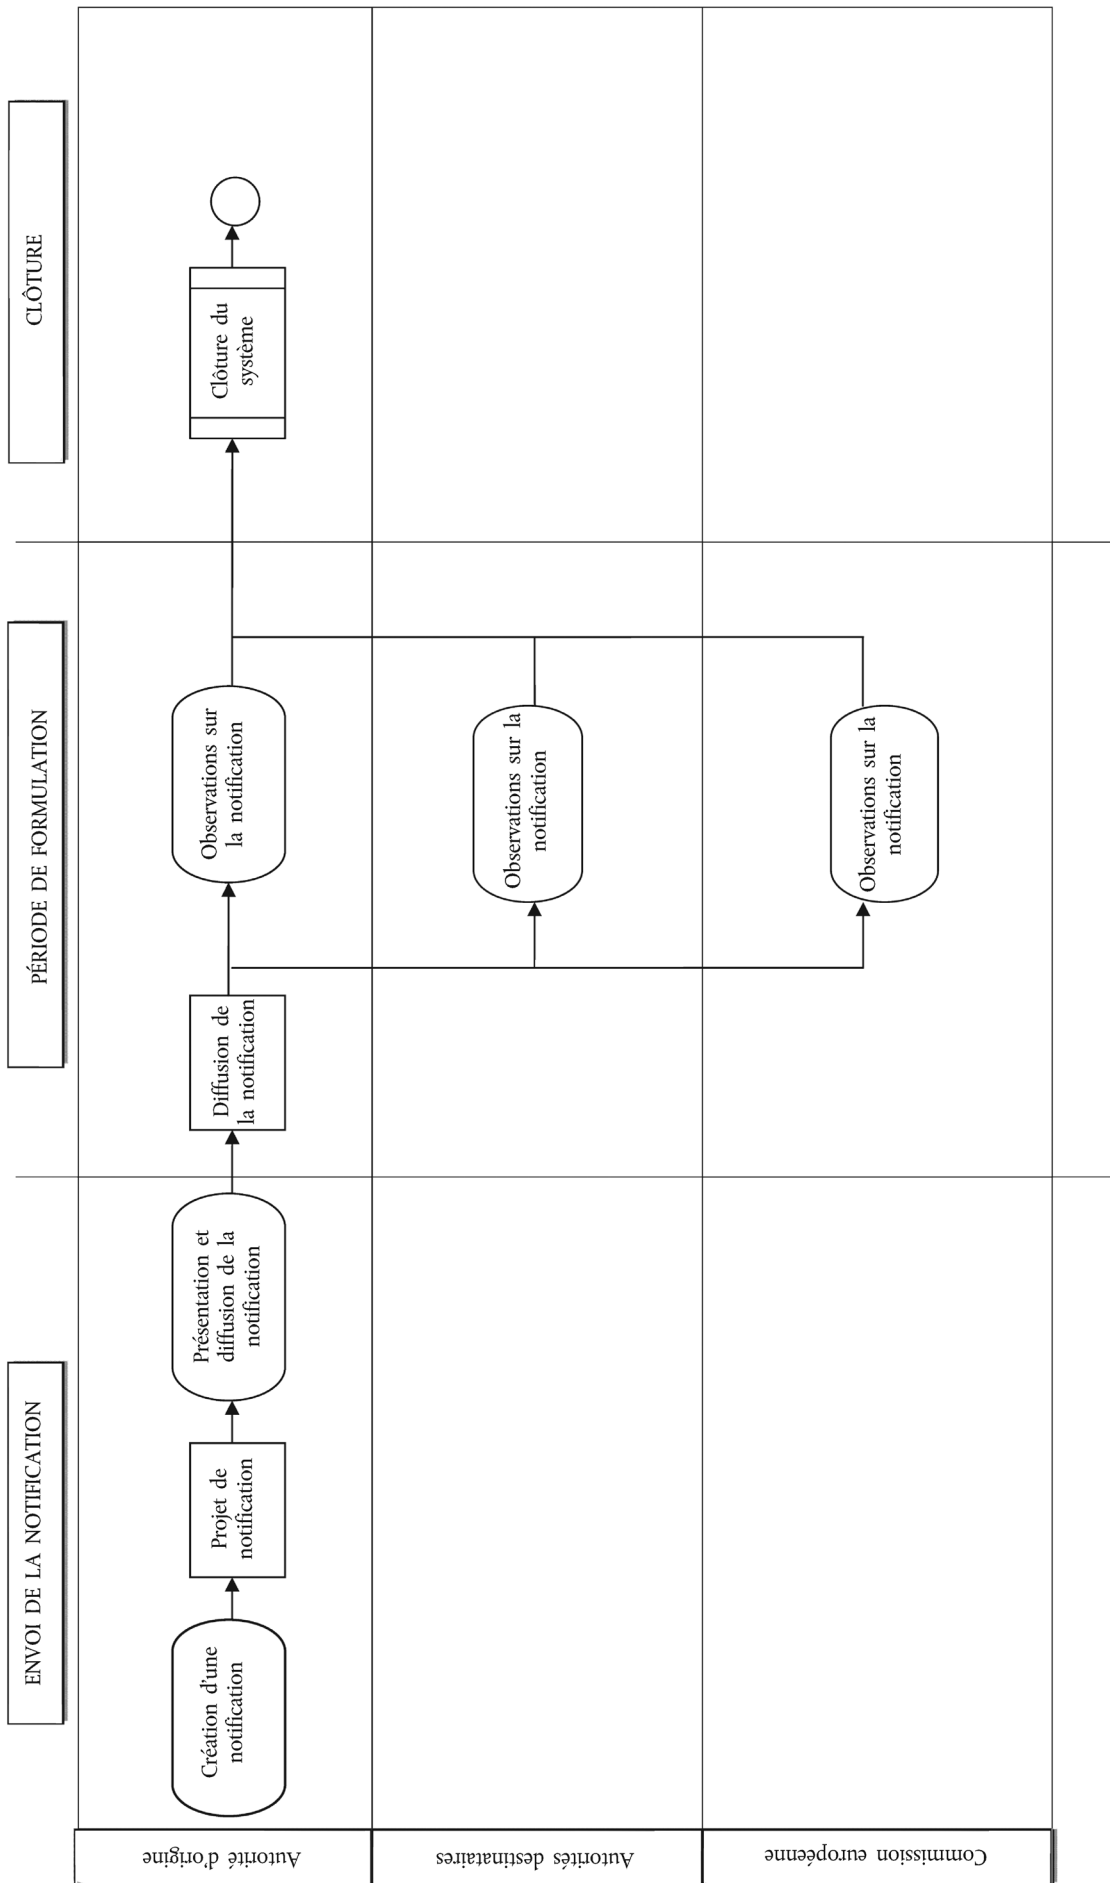 ENVOI DE LA NOTIFICATION
PÉRIODE DE FORMULATION
CLÔTURE
Autorité d'origine
Création d'une
notification
Projet de
notification
Présentation et
diffusion de la
notification
Diffusion de
la notification
Observations sur
la notification
Clôture du
système
Autorités destinataires
Observations sur la
notification
Commission européenne
Observations sur la
notification